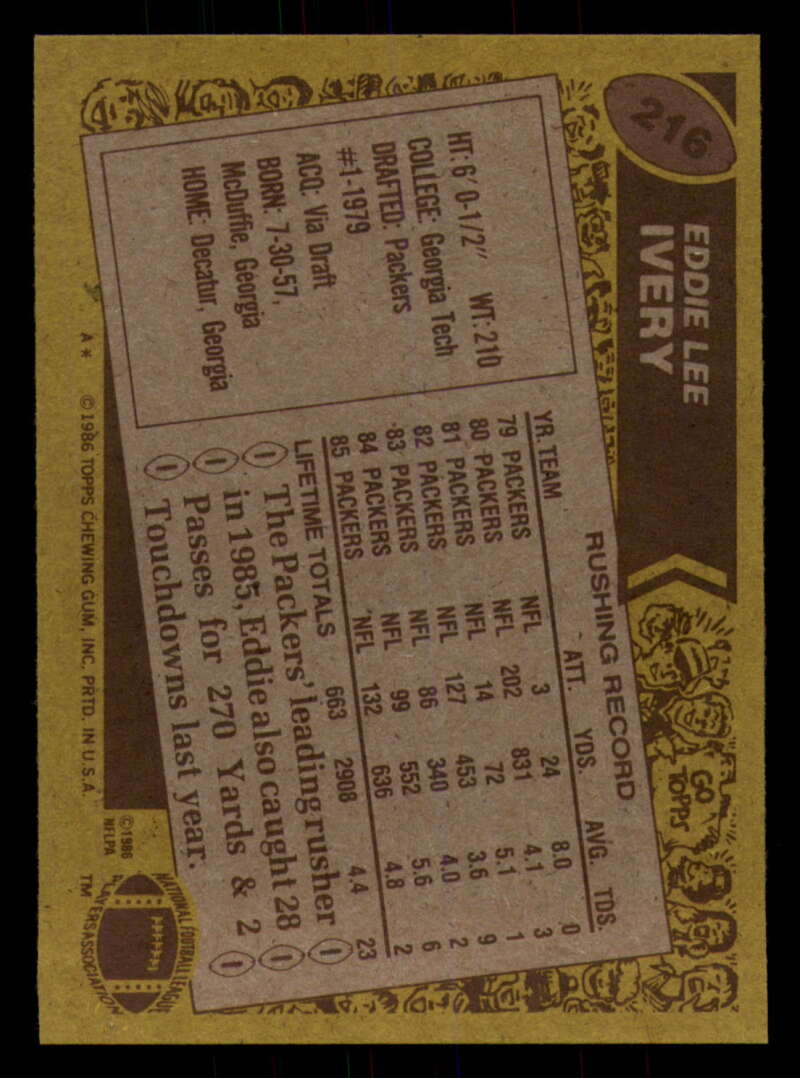 216
EDDIE LEE
IVERY
HT: 6' 0-1/2" WT: 210
COLLEGE: Georgia Tech
DRAFTED: Packers
#1-1979
ACQ: Via Draft
BORN: 7-30-57,
McDuffie, Georgia
HOME: Decatur, Georgia
RUSHING RECORD
YR. TEAM ATT. YDS. AVG. TDS.
79 PACKERS NFL 3 24 8.0 0
80 PACKERS NFL 202 831 4.1 3
81 PACKERS NFL 14 72 5.1 1
82 PACKERS NFL 127 453 3.6 9
83 PACKERS NFL 86 340 4.0 2
84 PACKERS NFL 99 552 5.6 6
85 PACKERS NFL 132 636 4.8 2
LIFETIME TOTALS 663 2908 4.4 23
The Packers' leading rusher
in 1985, Eddie also caught 28
Passes for 270 Yards & 2
Touchdowns last year.
GO
TOPPS
A* ©1986 TOPPS CHEWING GUM, INC. PRTD. IN U.S.A.
©1986
NFLPA
NATIONAL FOOTBALL LEAGUE
PLAYERS ASSOCIATION
TM